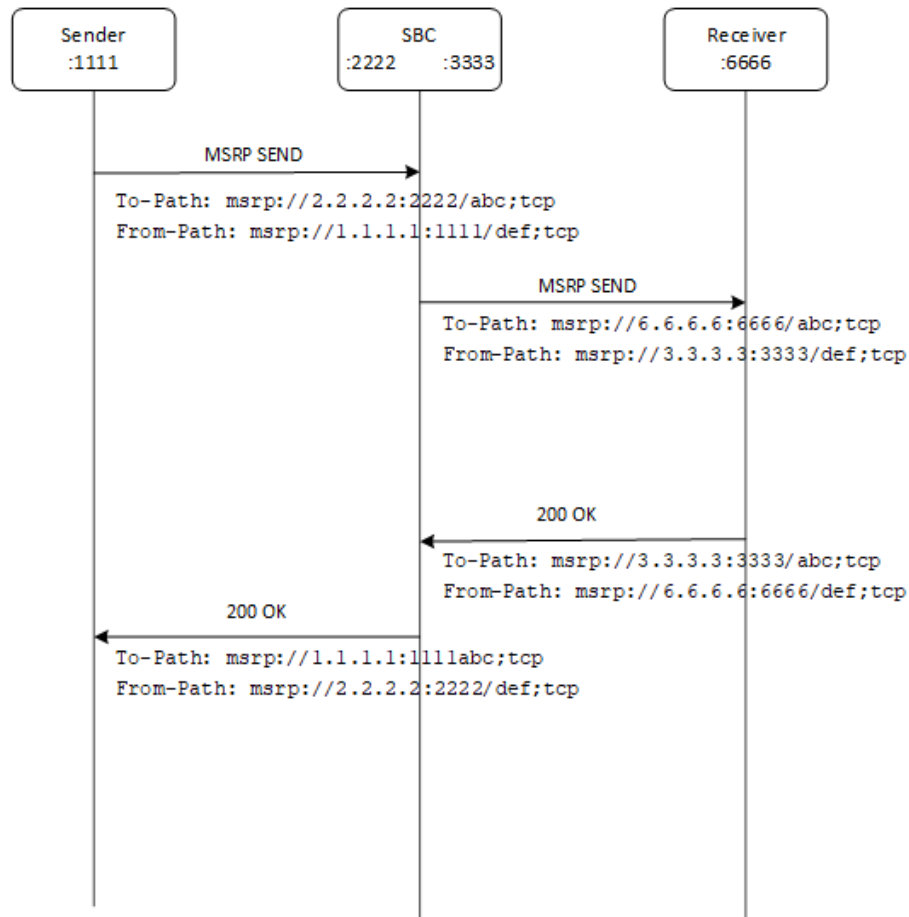 Sender
:1111
SBC
:2222 :3333
Receiver
:6666
MSRP SEND
To-Path: msrp://2.2.2.2:2222/abc;tcp
From-Path: msrp://1.1.1.1:1111/def;tcp
MSRP SEND
To-Path: msrp://6.6.6.6:6666/abc;tcp
From-Path: msrp://3.3.3.3:3333/def;tcp
200 OK
To-Path: msrp://3.3.3.3:3333/abc;tcp
From-Path: msrp://6.6.6.6:6666/def;tcp
200 OK
To-Path: msrp://1.1.1.1:1111abc;tcp
From-Path: msrp://2.2.2.2:2222/def;tcp